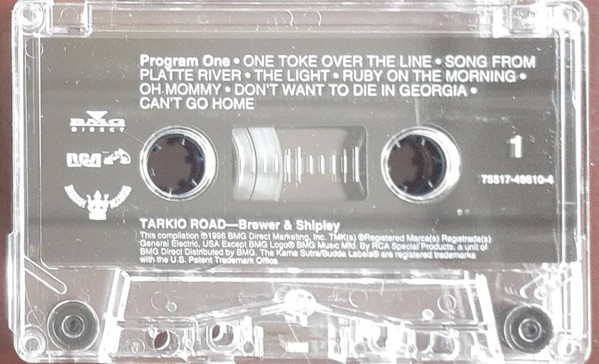 Program One • ONE TOKE OVER THE LINE • SONG FROM
PLATTE RIVER • THE LIGHT • RUBY ON THE MORNING •
OH MOMMY • DON'T WANT TO DIE IN GEORGIA •
CAN'T GO HOME
BMG
DIRECT
RCA
1
75517-49510-4
TARKIO ROAD—Brewer & Shipley
This compilation ℗1996 BMG Direct Marketing, Inc. TMK(s) ®Registered Marca(s) Registrada(s)
General Electric, USA Except BMG Logo® BMG Music Mfd. By RCA Special Products, a unit of
BMG Direct Distributed by BMG. The Kama Sutra/Budda Labels® are registered trademarks
with the U.S. Patent Trademark Office.